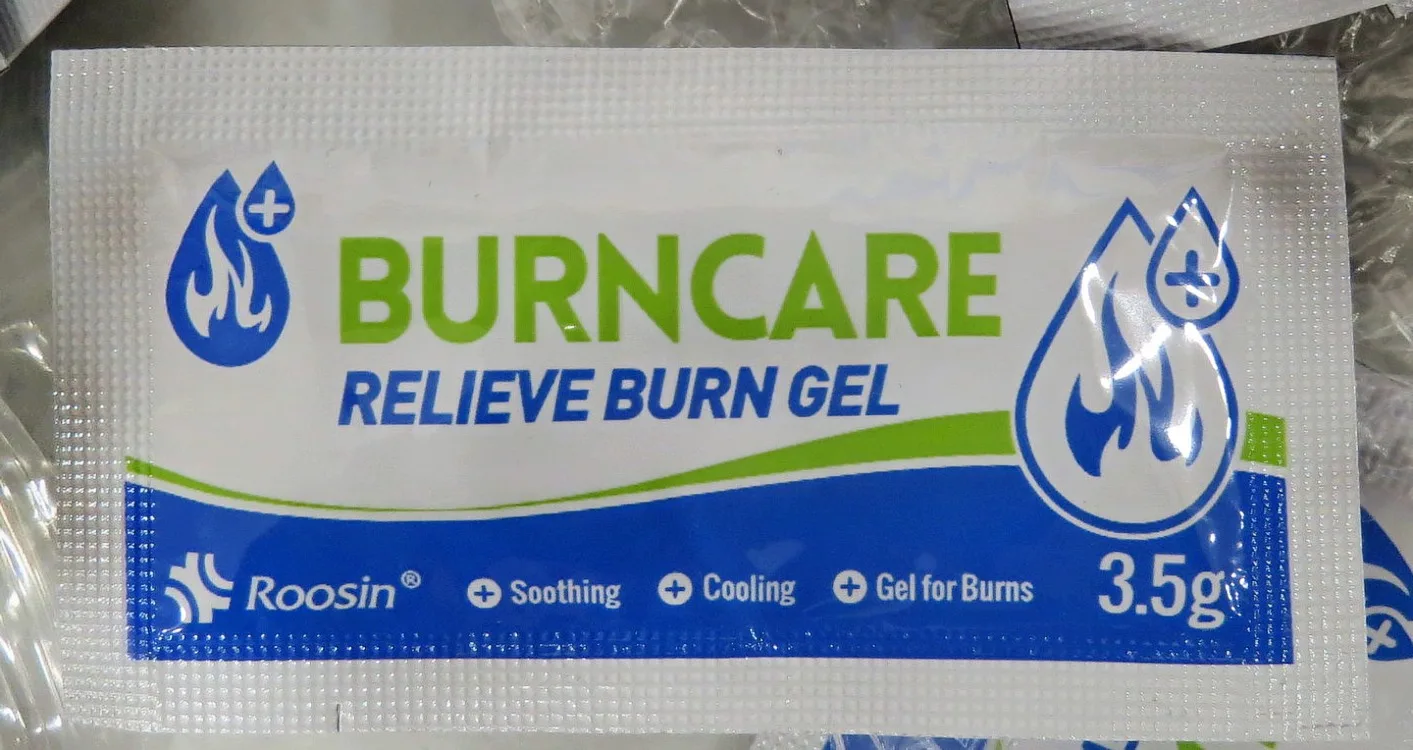 BURNCARE
RELIEVE BURN GEL
Roosin® Soothing Cooling Gel for Burns 3.5g